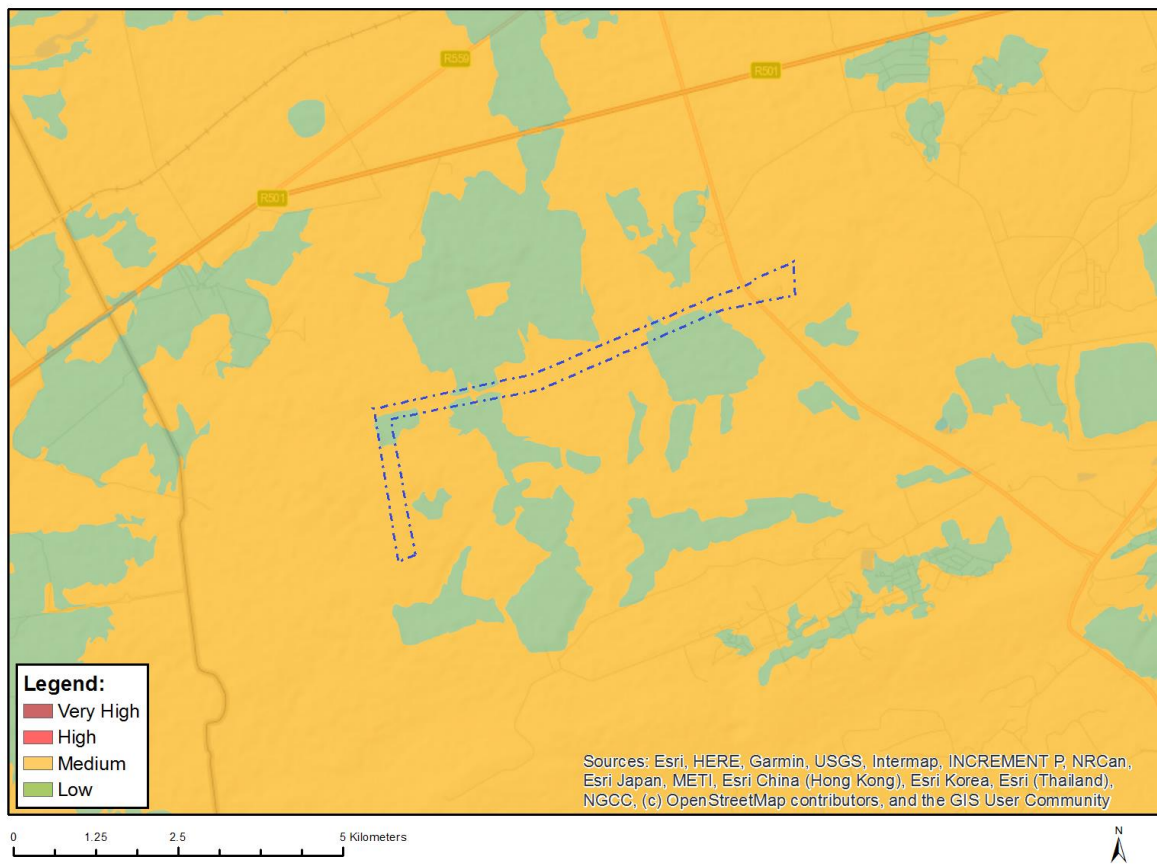 R559
R501
R501
Legend:
Very High
High
Medium
Low
Sources: Esri, HERE, Garmin, USGS, Intermap, INCREMENT P, NRCan,
Esri Japan, METI, Esri China (Hong Kong), Esri Korea, Esri (Thailand),
NGCC, (c) OpenStreetMap contributors, and the GIS User Community
0 1.25 2.5 5 Kilometers
N